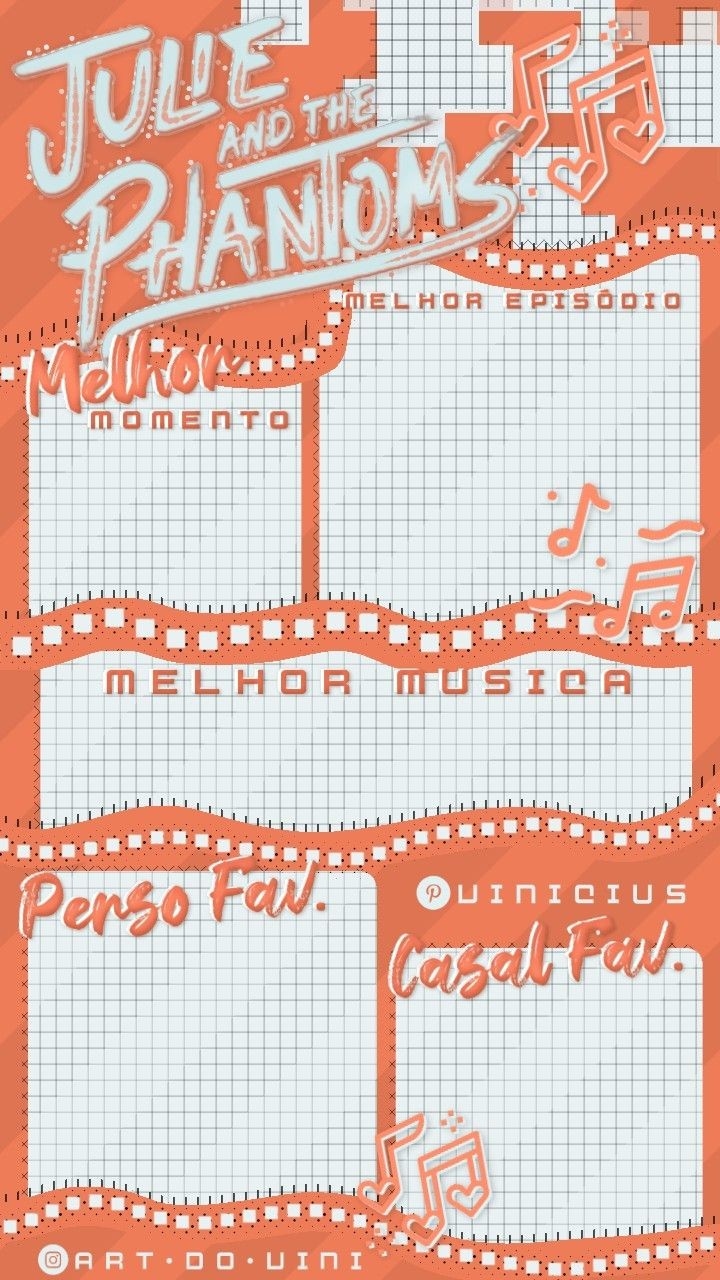 JULIE
AND THE
PHANTOMS
MELHOR EPISÓDIO
Melhor
MOMENTO
MELHOR MUSICA
Perso Fav.
VINICIUS
Casal Fav.
ART•DO•VINI